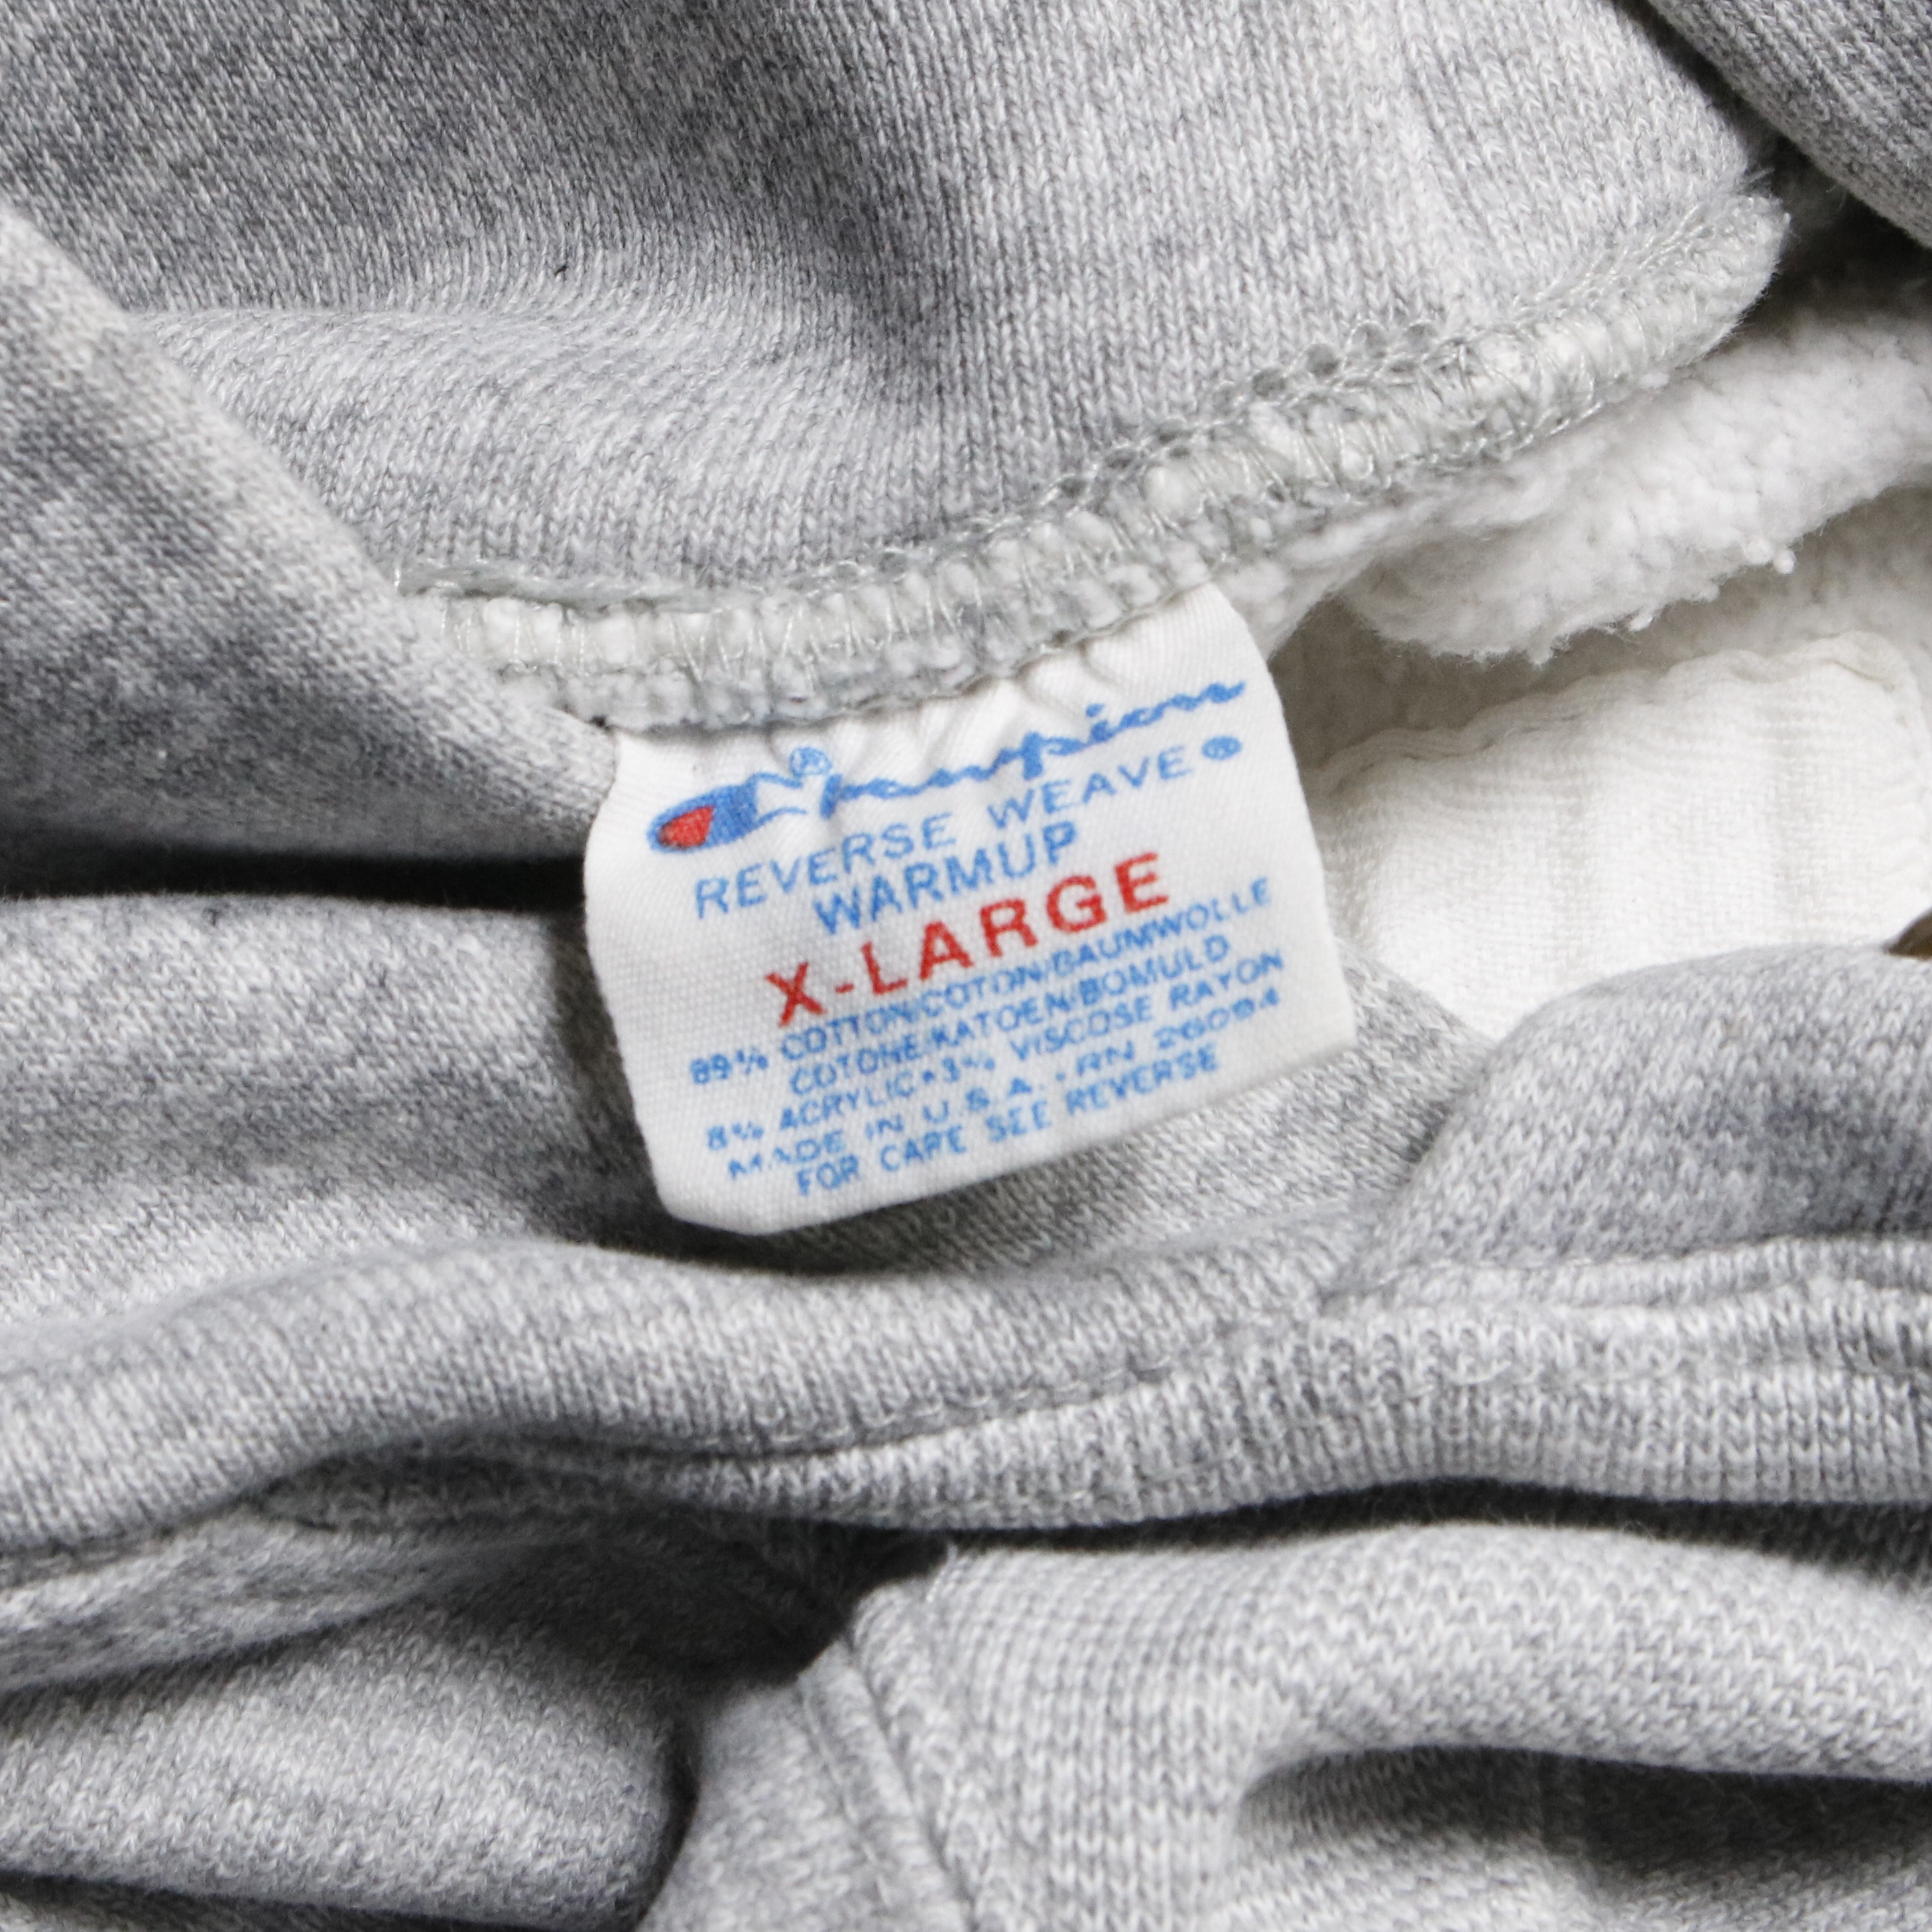 Champion®
REVERSE WEAVE®
WARMUP
X-LARGE
89% COTTON/COTON/BAUMWOLLE
COTONE/KATOEN/BOMULD
8% ACRYLIC•3% VISCOSE RAYON
MADE IN U.S.A.-RN 26094
FOR CARE SEE REVERSE